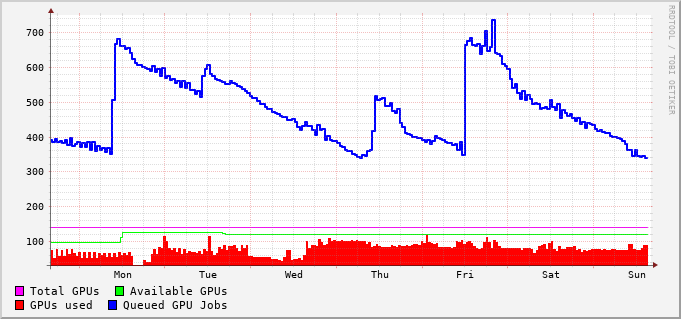 700
600
500
400
300
200
100
Mon Tue Wed Thu Fri Sat Sun
Total GPUs Available GPUs
GPUs used Queued GPU Jobs
RRDTOOL / TOBI OETIKER